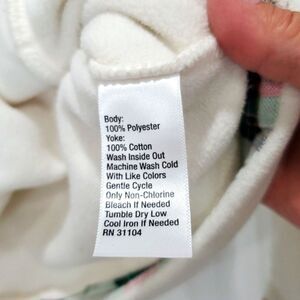 Body:
100% Polyester
Yoke:
100% Cotton
Wash Inside Out
Machine Wash Cold
With Like Colors
Gentle Cycle
Only Non-Chlorine
Bleach If Needed
Tumble Dry Low
Cool Iron If Needed
RN 31104